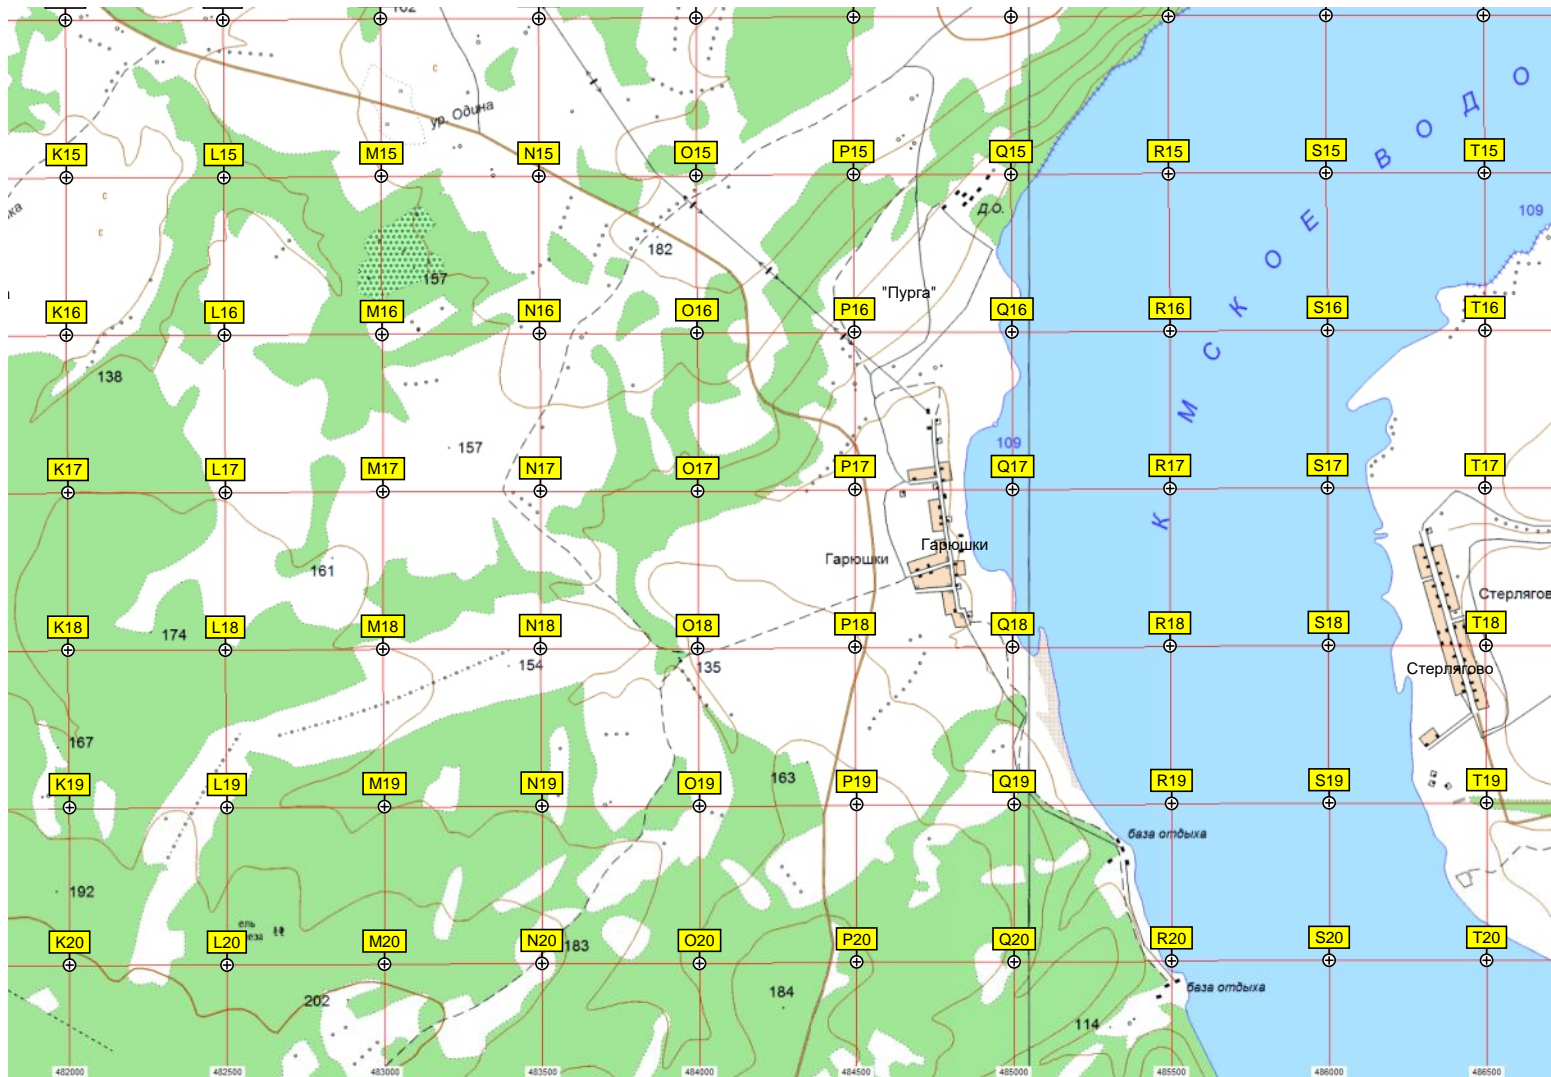 162
с
ур. Одина
О
Д
О
В
K15
L15
M15
N15
O15
P15
Q15
R15
S15
T15
с
с
Д.О.
109
182
157
"Пурга"
Е
О
К
С
М
К
K16
L16
M16
N16
O16
P16
Q16
R16
S16
T16
138
157
109
K17
L17
M17
N17
O17
P17
Q17
R17
S17
T17
161
Гарюшки
Гарюшки
174
154
135
K18
L18
M18
N18
O18
P18
Q18
R18
S18
T18
Стерлягово
167
163
K19
L19
M19
N19
O19
P19
Q19
R19
S19
T19
база отдыха
192
ель
183
K20
L20
M20
N20
O20
P20
Q20
R20
S20
T20
202
184
база отдыха
114
482000 482500 483000 483500 484000 484500 485000 485500 486000 486500